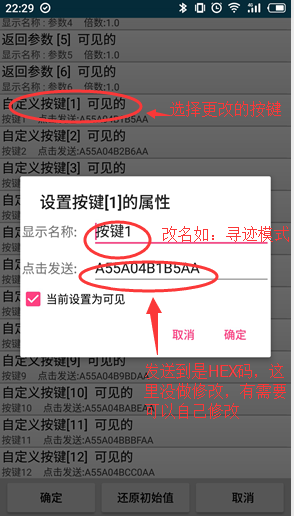 22:29
显示名称：参数4    倍数:1.0
返回参数 [5]  可见的
显示名称：参数5    倍数:1.0
返回参数 [6]  可见的
显示名称：参数6    倍数:1.0
自定义按键[1]  可见的
按键1    点击发送:A55A04B1B5AA
选择更改的按键
自定义按键[2]  可见的
按键2    点击发送:A55A04B2B6AA
自定义按键[3]  可见的
设置按键[1]的属性
显示名称：
按键1
改名如：寻迹模式
点击发送：
A55A04B1B5AA
当前设置为可见
取消
确定
发送到是HEX码，这里没做修改，有需要可以自己修改
自定义按键[9]  可见的
按键9    点击发送:A55A04B9BDAA
自定义按键[10]  可见的
按键10    点击发送:A55A04BABEAA
自定义按键[11]  可见的
按键11    点击发送:A55A04BBBFAA
自定义按键[12]  可见的
按键12    点击发送:A55A04BCC0AA
确定
还原初始值
取消